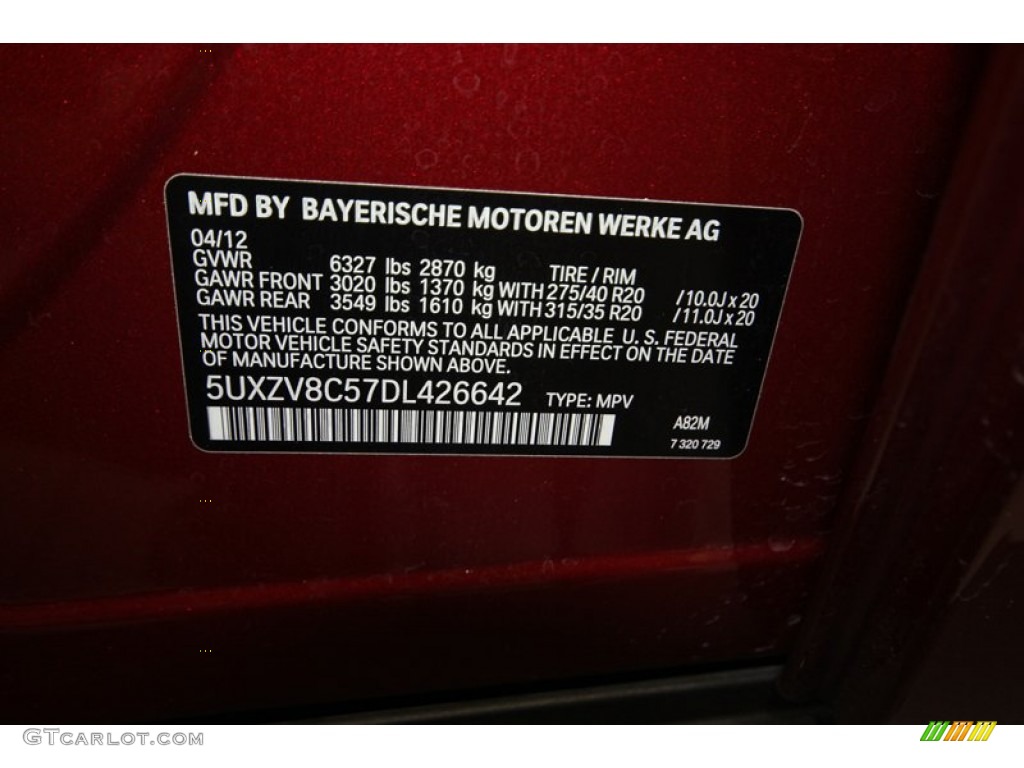 MFD BY BAYERISCHE MOTOREN WERKE AG
04/12
GVWR 6327 lbs 2870 kg TIRE / RIM
GAWR FRONT 3020 lbs 1370 kg WITH 275/40 R20 / 10.0J x 20
GAWR REAR 3549 lbs 1610 kg WITH 315/35 R20 / 11.0J x 20
THIS VEHICLE CONFORMS TO ALL APPLICABLE U. S. FEDERAL
MOTOR VEHICLE SAFETY STANDARDS IN EFFECT ON THE DATE
OF MANUFACTURE SHOWN ABOVE.
5UXZV8C57DL426642 TYPE: MPV
A82M
7 320 729
GTCarlot.com